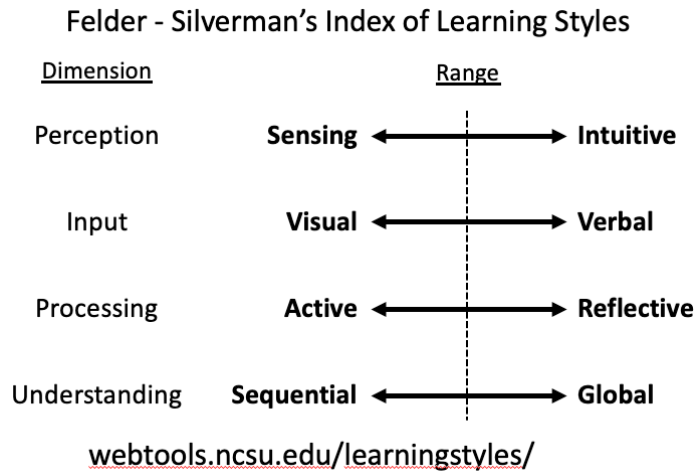 Felder - Silverman’s Index of Learning Styles
Dimension Range
Perception Sensing Intuitive
Input Visual Verbal
Processing Active Reflective
Understanding Sequential Global
webtools.ncsu.edu/learningstyles/